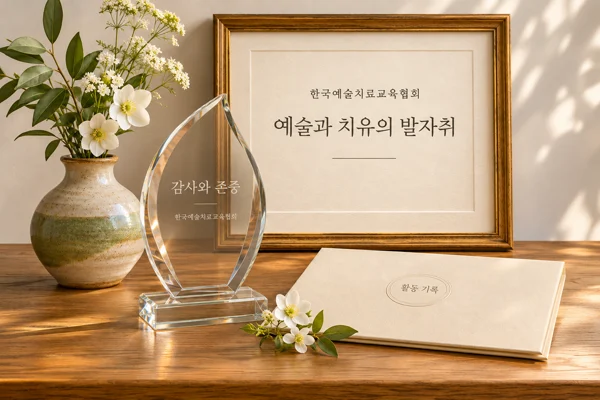 한국예술치료교육협회
예술과 치유의 발자취
감사와 존중
한국예술치료교육협회
활동 기록